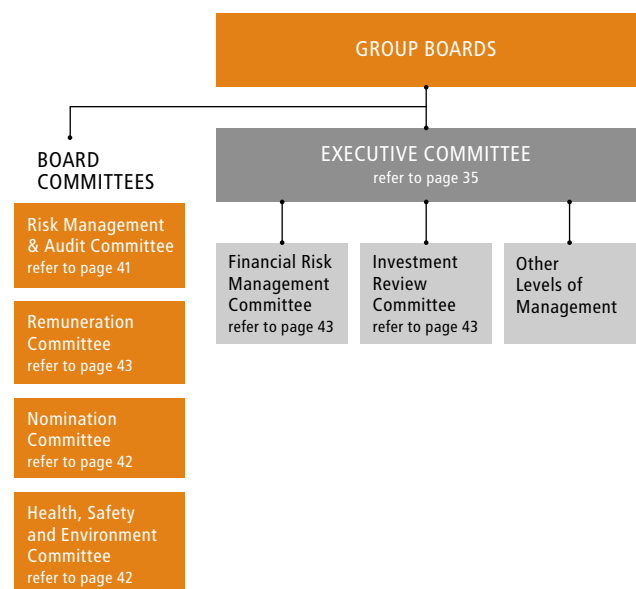 GROUP BOARDS
BOARD
COMMITTEES
Risk Management
& Audit Committee
refer to page 41
Remuneration
Committee
refer to page 43
Nomination
Committee
refer to page 42
Health, Safety
and Environment
Committee
refer to page 42
EXECUTIVE COMMITTEE
refer to page 35
Financial Risk
Management
Committee
refer to page 43
Investment
Review
Committee
refer to page 43
Other
Levels of
Management